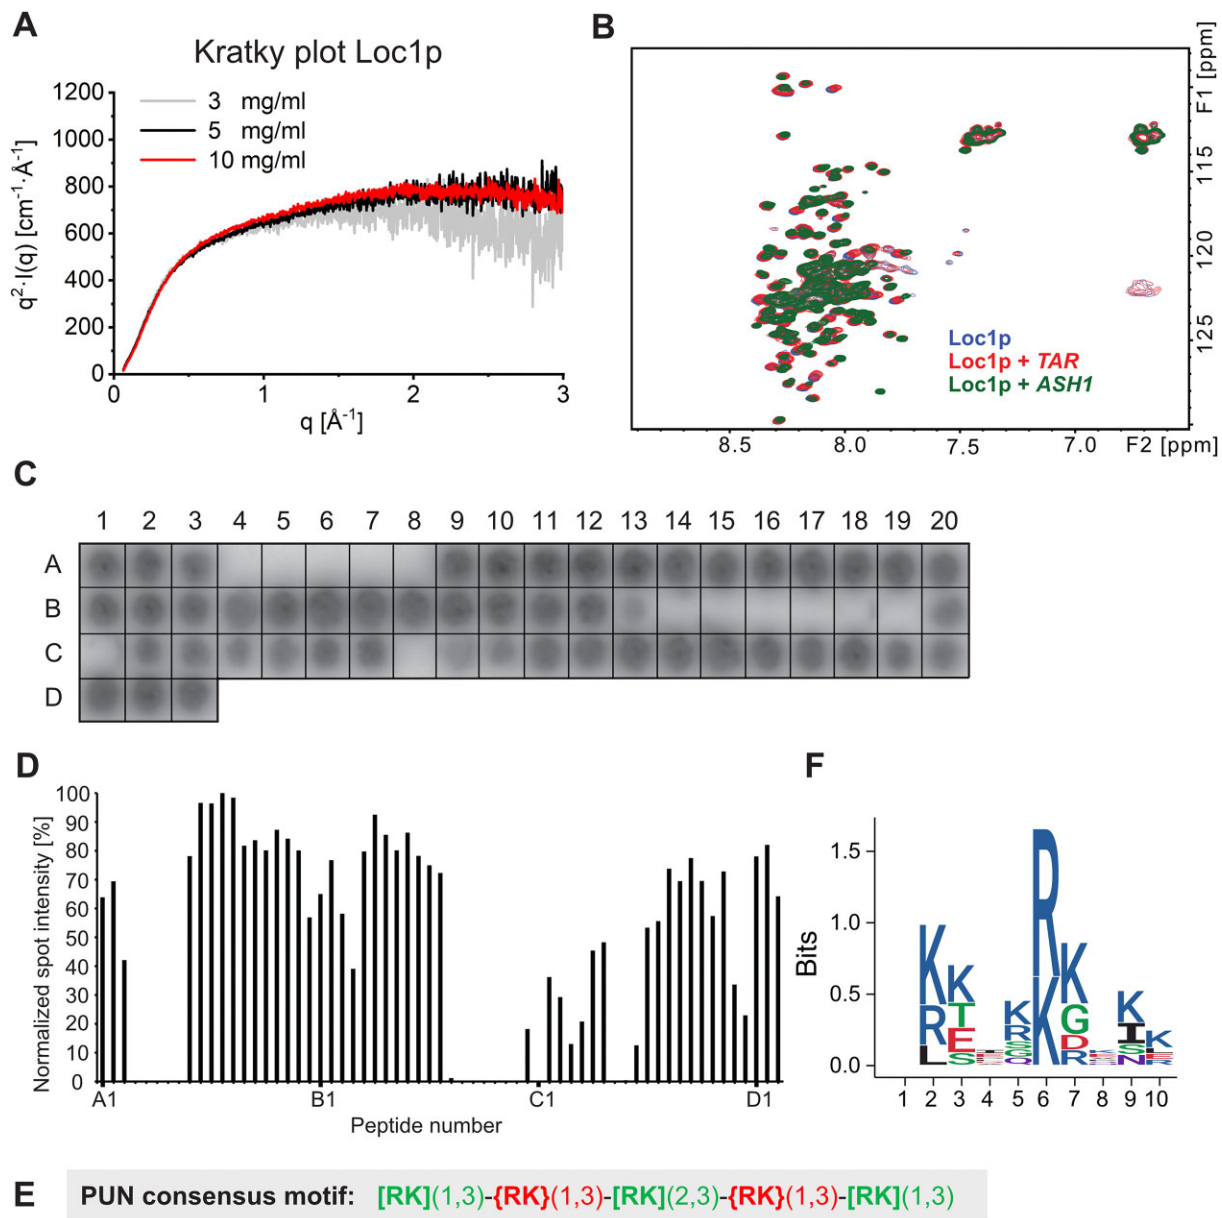 A
Kratky plot Loc1p
3 mg/ml
5 mg/ml
10 mg/ml
1200
1000
800
600
400
200
0
q²·I(q) [cm⁻¹·Å⁻¹]
0 1 2 3
q [Å⁻¹]
B
F1 [ppm]
115
120
125
Loc1p
Loc1p + TAR
Loc1p + ASH1
8.5 8.0 7.5 7.0 F2 [ppm]
C
1 2 3 4 5 6 7 8 9 10 11 12 13 14 15 16 17 18 19 20
A
B
C
D
D
Normalized spot intensity [%]
100
90
80
70
60
50
40
30
20
10
0
A1 B1 C1 D1
Peptide number
F
Bits
1.5
1.0
0.5
0.0
K R L
K T E S
K R S G Q
R K
K G D R
K I S N
K
1 2 3 4 5 6 7 8 9 10
E
PUN consensus motif: [RK](1,3)-{RK}(1,3)-[RK](2,3)-{RK}(1,3)-[RK](1,3)